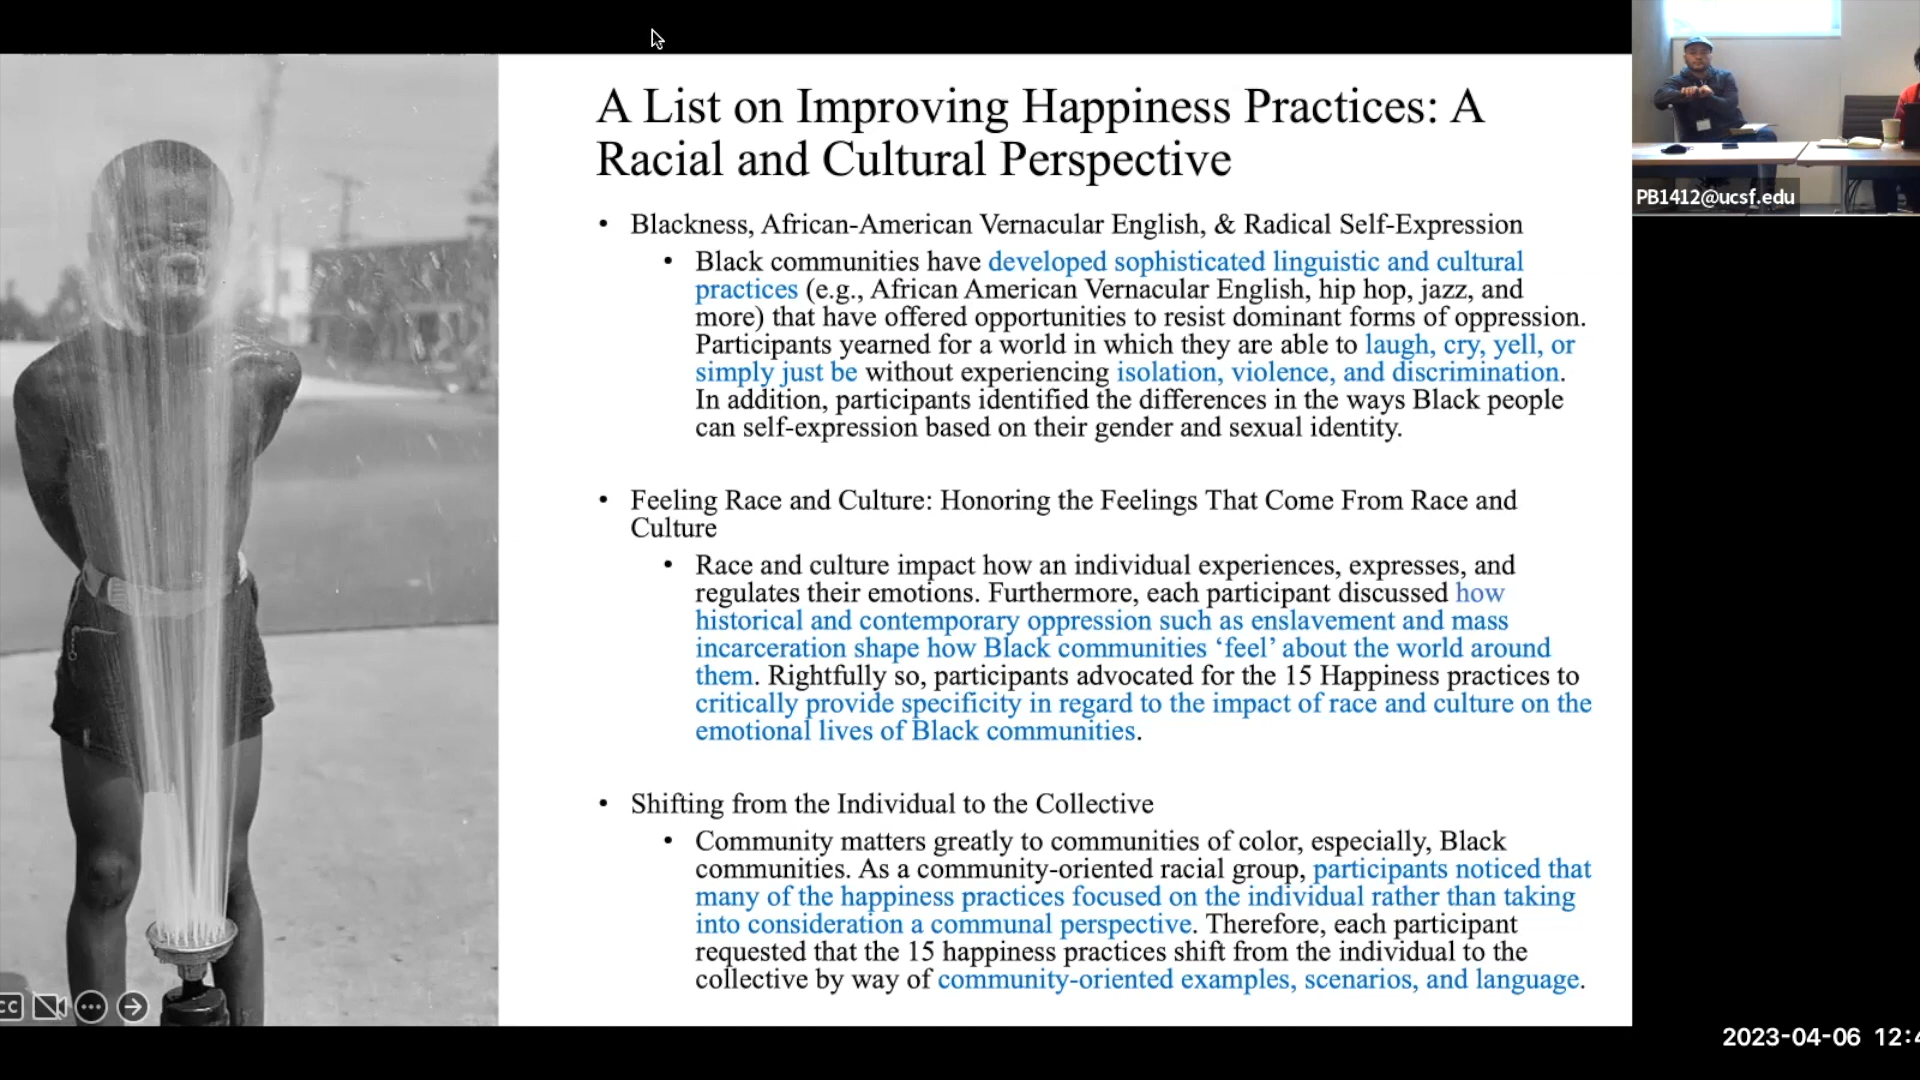 A List on Improving Happiness Practices: A
Racial and Cultural Perspective
• Blackness, African-American Vernacular English, & Radical Self-Expression
• Black communities have developed sophisticated linguistic and cultural
practices (e.g., African American Vernacular English, hip hop, jazz, and
more) that have offered opportunities to resist dominant forms of oppression.
Participants yearned for a world in which they are able to laugh, cry, yell, or
simply just be without experiencing isolation, violence, and discrimination.
In addition, participants identified the differences in the ways Black people
can self-expression based on their gender and sexual identity.
• Feeling Race and Culture: Honoring the Feelings That Come From Race and
Culture
• Race and culture impact how an individual experiences, expresses, and
regulates their emotions. Furthermore, each participant discussed how
historical and contemporary oppression such as enslavement and mass
incarceration shape how Black communities ‘feel’ about the world around
them. Rightfully so, participants advocated for the 15 Happiness practices to
critically provide specificity in regard to the impact of race and culture on the
emotional lives of Black communities.
• Shifting from the Individual to the Collective
• Community matters greatly to communities of color, especially, Black
communities. As a community-oriented racial group, participants noticed that
many of the happiness practices focused on the individual rather than taking
into consideration a communal perspective. Therefore, each participant
requested that the 15 happiness practices shift from the individual to the
collective by way of community-oriented examples, scenarios, and language.
PB1412@ucsf.edu
CC
2023-04-06 12:4